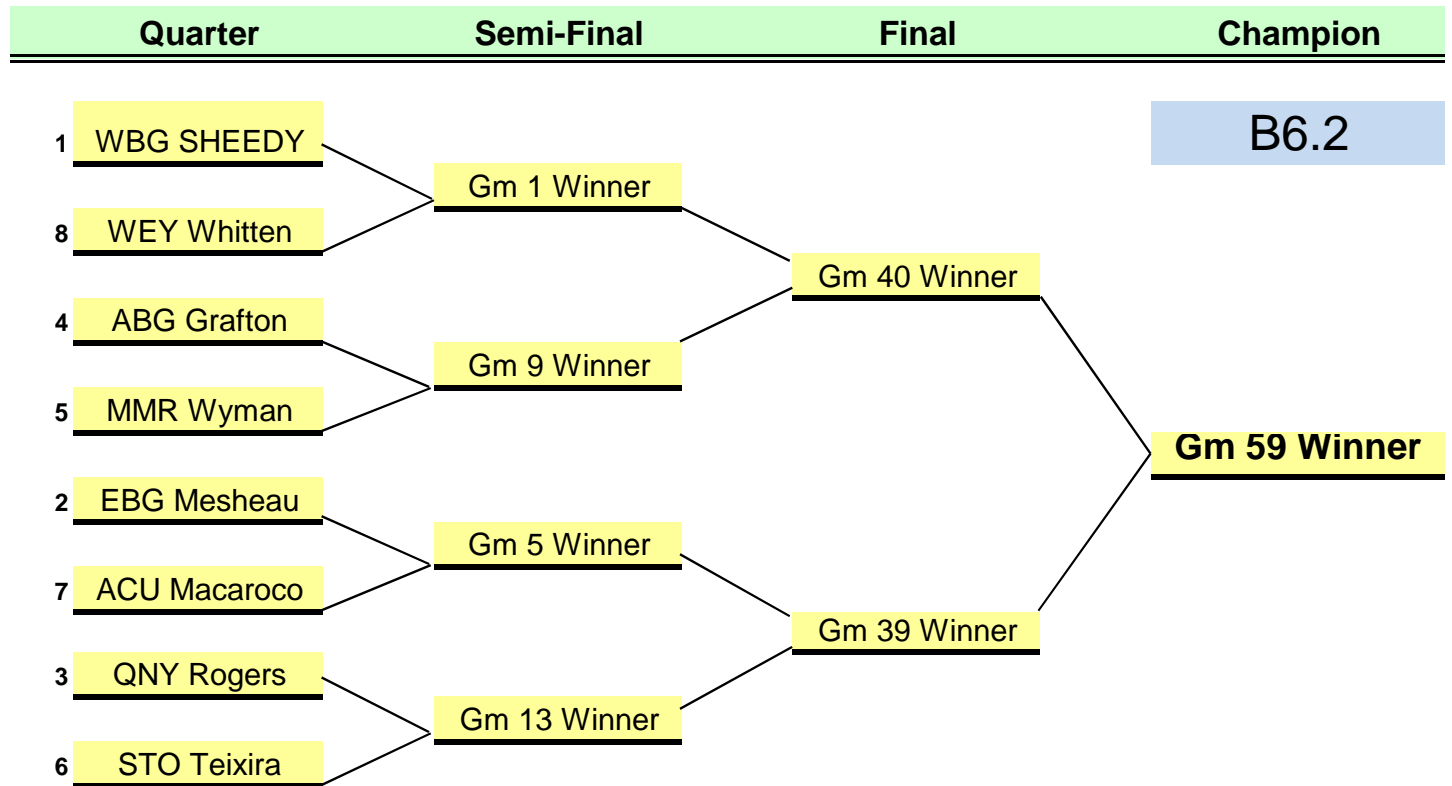 Quarter Semi-Final Final Champion
B6.2
1 WBG SHEEDY
Gm 1 Winner
8 WEY Whitten
Gm 40 Winner
4 ABG Grafton
Gm 9 Winner
5 MMR Wyman
Gm 59 Winner
2 EBG Mesheau
Gm 5 Winner
7 ACU Macaroco
Gm 39 Winner
3 QNY Rogers
Gm 13 Winner
6 STO Teixira